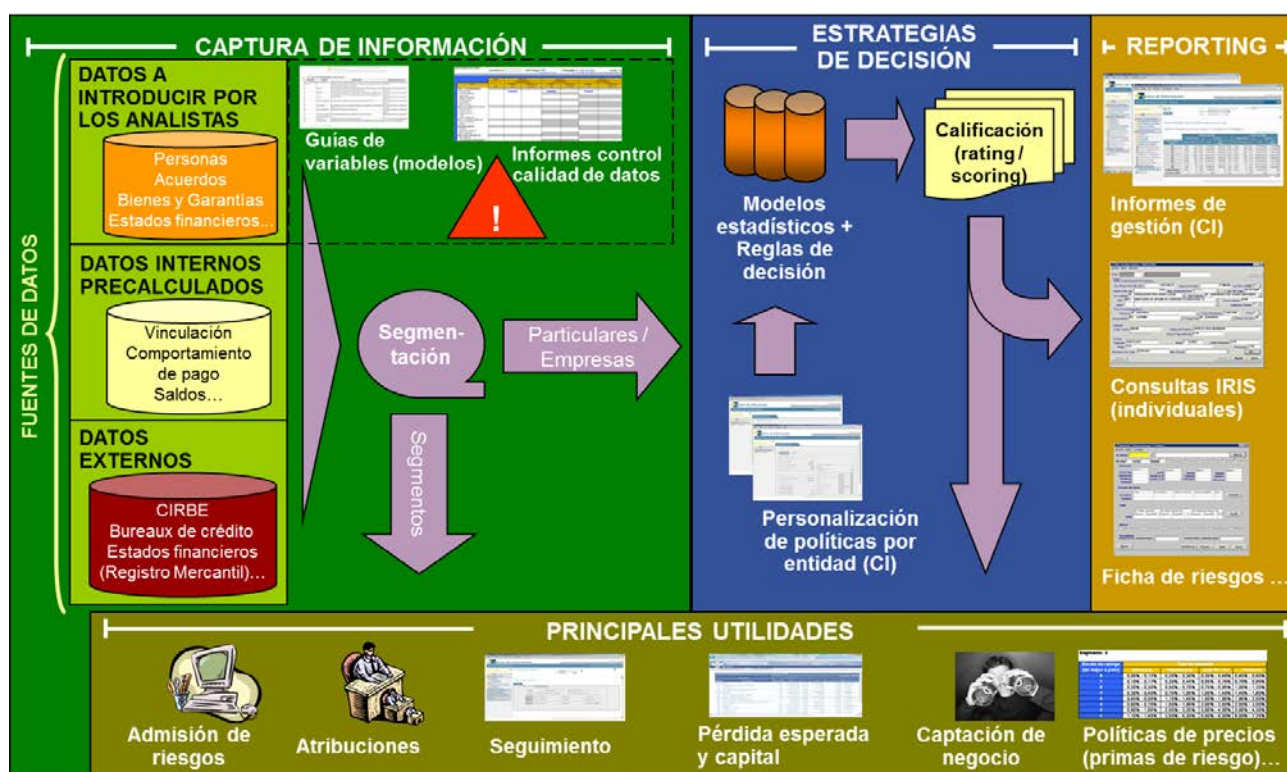 CAPTURA DE INFORMACIÓN
FUENTES DE DATOS
DATOS A
INTRODUCIR POR
LOS ANALISTAS
Personas
Acuerdos
Bienes y Garantías
Estados financieros...
DATOS INTERNOS
PRECALCULADOS
Vinculación
Comportamiento
de pago
Saldos...
DATOS
EXTERNOS
CIRBE
Bureaux de crédito
Estados financieros
(Registro Mercantil)...
Guías de
variables (modelos)
Informes control
calidad de datos
!
Segmen-
tación
Particulares /
Empresas
Segmentos
ESTRATEGIAS
DE DECISIÓN
Modelos
estadísticos +
Reglas de
decisión
Calificación
(rating /
scoring)
Personalización
de políticas por
entidad (CI)
REPORTING
Informes de
gestión (CI)
Consultas IRIS
(individuales)
Ficha de riesgos ...
PRINCIPALES UTILIDADES
Admisión de
riesgos
Atribuciones
Seguimiento
Pérdida esperada
y capital
Captación de
negocio
Políticas de precios
(primas de riesgo)...